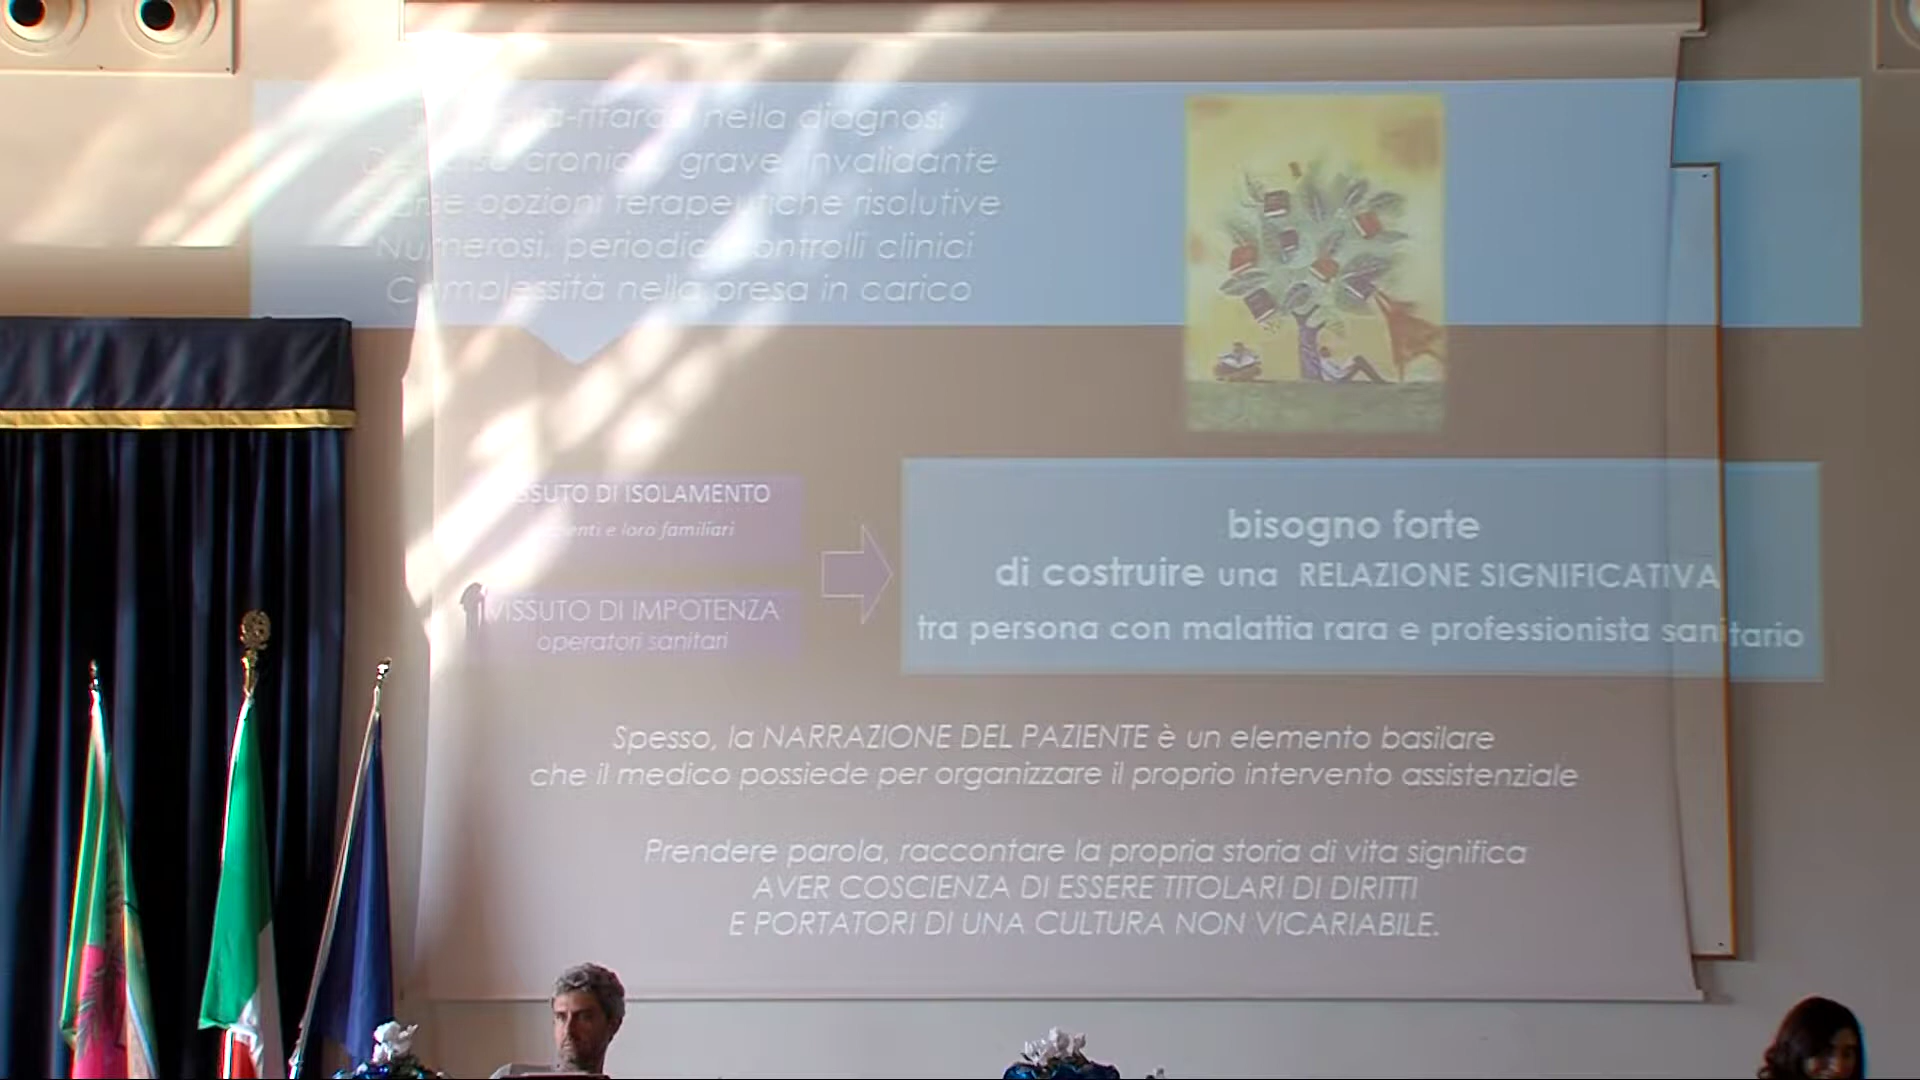 nella diagnosi
grave, invalidante
opzioni terapeutiche risolutive
Numerosi, periodici controlli clinici
Complessità nella presa in carico
DI ISOLAMENTO
e loro familiari
VISSUTO DI IMPOTENZA
operatori sanitari
bisogno forte
di costruire una RELAZIONE SIGNIFICATIVA
tra persona con malattia rara e professionista sanitario
Spesso, la NARRAZIONE DEL PAZIENTE è un elemento basilare
che il medico possiede per organizzare il proprio intervento assistenziale
Prendere parola, raccontare la propria storia di vita significa
AVER COSCIENZA DI ESSERE TITOLARI DI DIRITTI
E PORTATORI DI UNA CULTURA NON VICARIABILE.